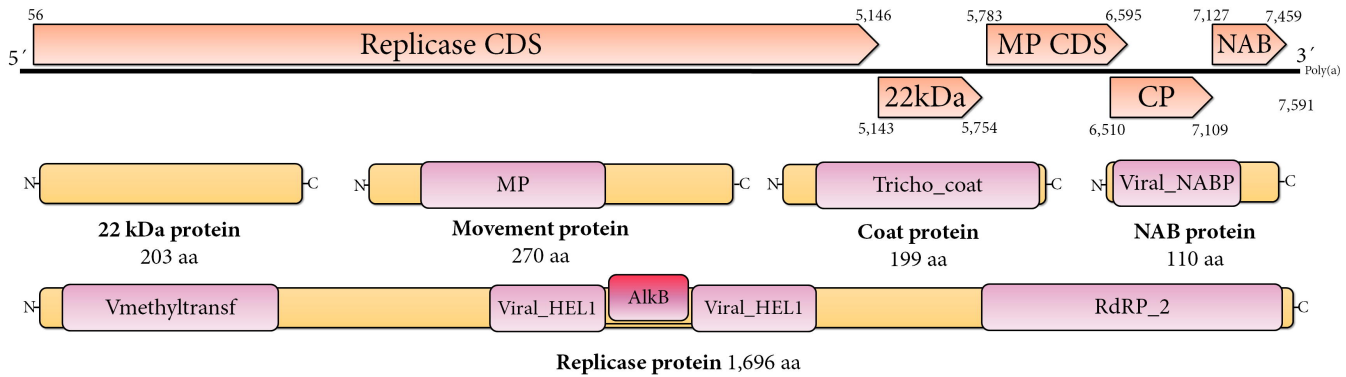 56 5,146 5,783 6,595 7,127 7,459
Replicase CDS MP CDS NAB
5´ 3´
Poly(a)
22kDa CP
7,591
5,143 5,754 6,510 7,109
N MP C
N C N Tricho_coat C N Viral_NABP C
22 kDa protein Movement protein Coat protein NAB protein
203 aa 270 aa 199 aa 110 aa
N Vmethyltransf Viral_HEL1 AlkB Viral_HEL1 RdRP_2 C
Replicase protein 1,696 aa